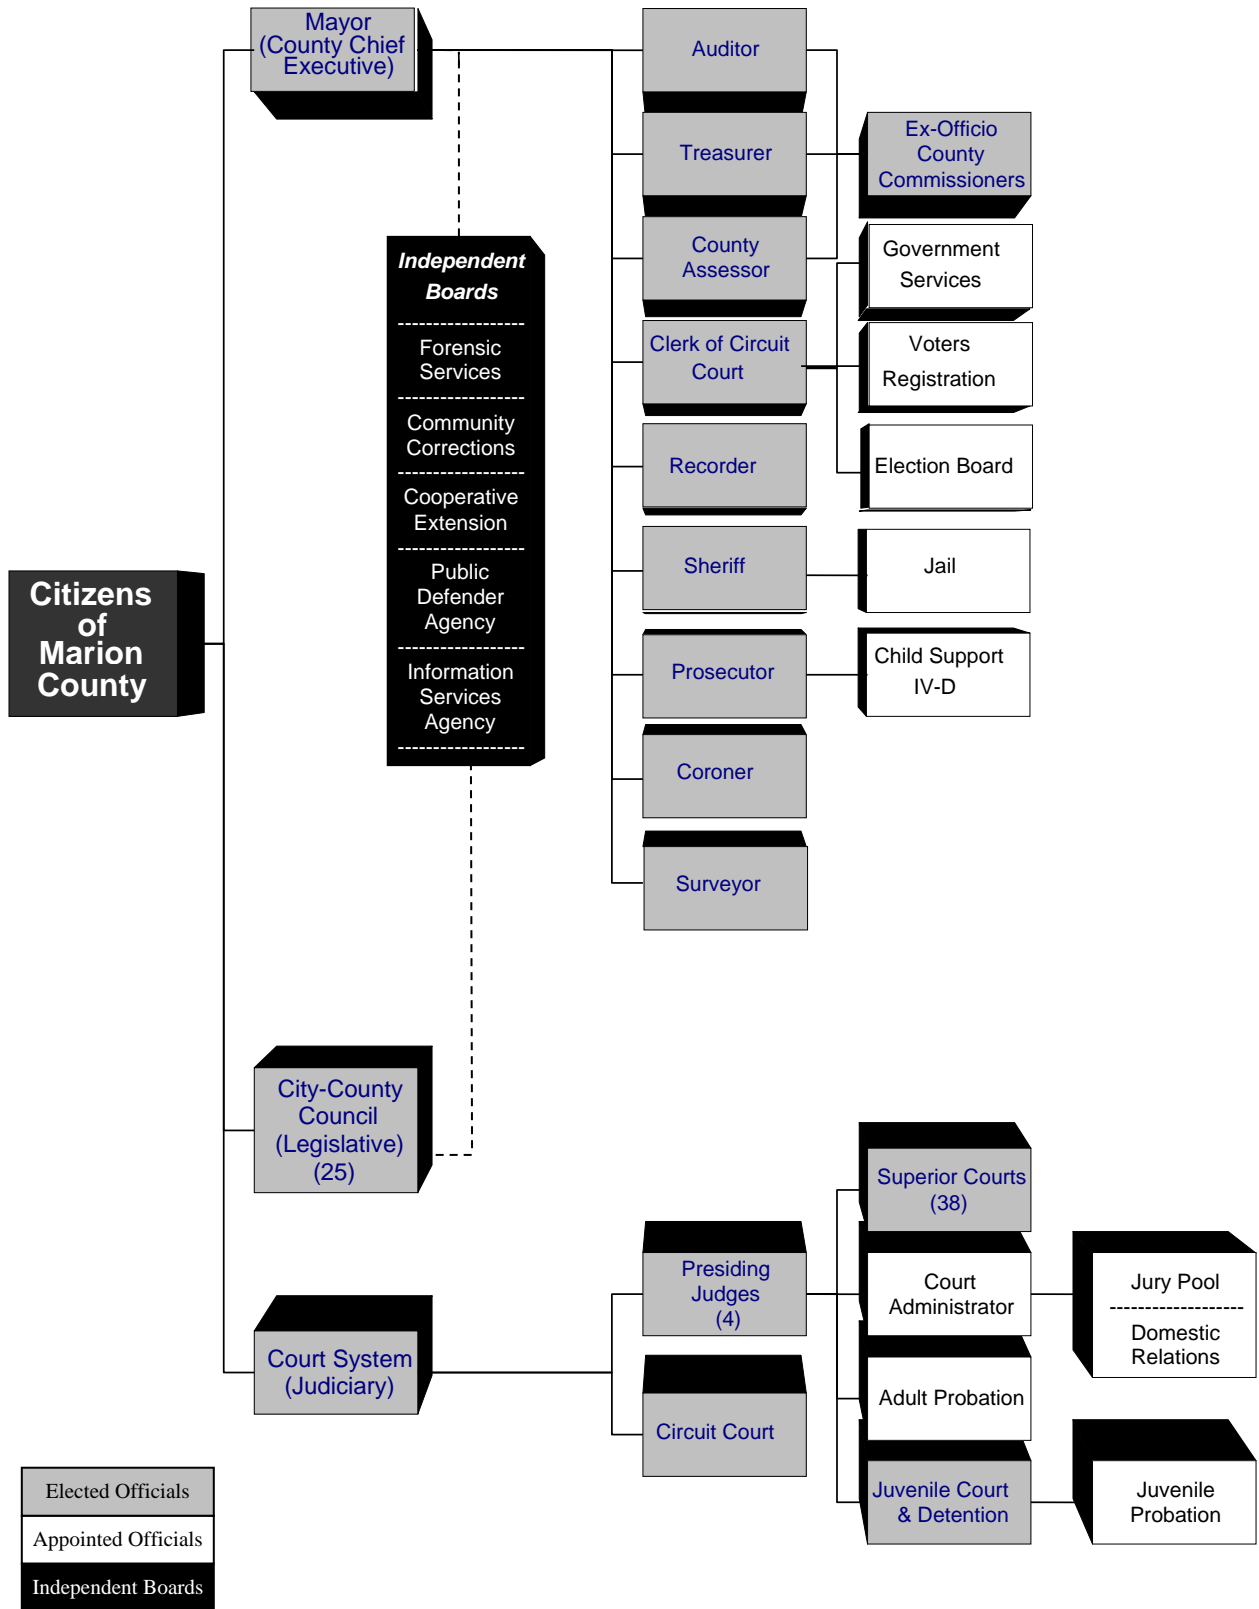 Mayor
(County Chief
Executive)
Auditor
Treasurer
Ex-Officio
County
Commissioners
County
Assessor
Government
Services
Independent
Boards
-------------------
Forensic
Services
-------------------
Community
Corrections
-------------------
Cooperative
Extension
-------------------
Public
Defender
Agency
-------------------
Information
Services
Agency
-------------------
Clerk of Circuit
Court
Voters
Registration
Recorder
Election Board
Sheriff
Jail
Prosecutor
Child Support
IV-D
Coroner
Surveyor
Citizens
of
Marion
County
City-County
Council
(Legislative)
(25)
Court System
(Judiciary)
Presiding
Judges
(4)
Circuit Court
Superior Courts
(38)
Court
Administrator
Jury Pool
-------------------
Domestic
Relations
Adult Probation
Juvenile Court
& Detention
Juvenile
Probation
Elected Officials
Appointed Officials
Independent Boards